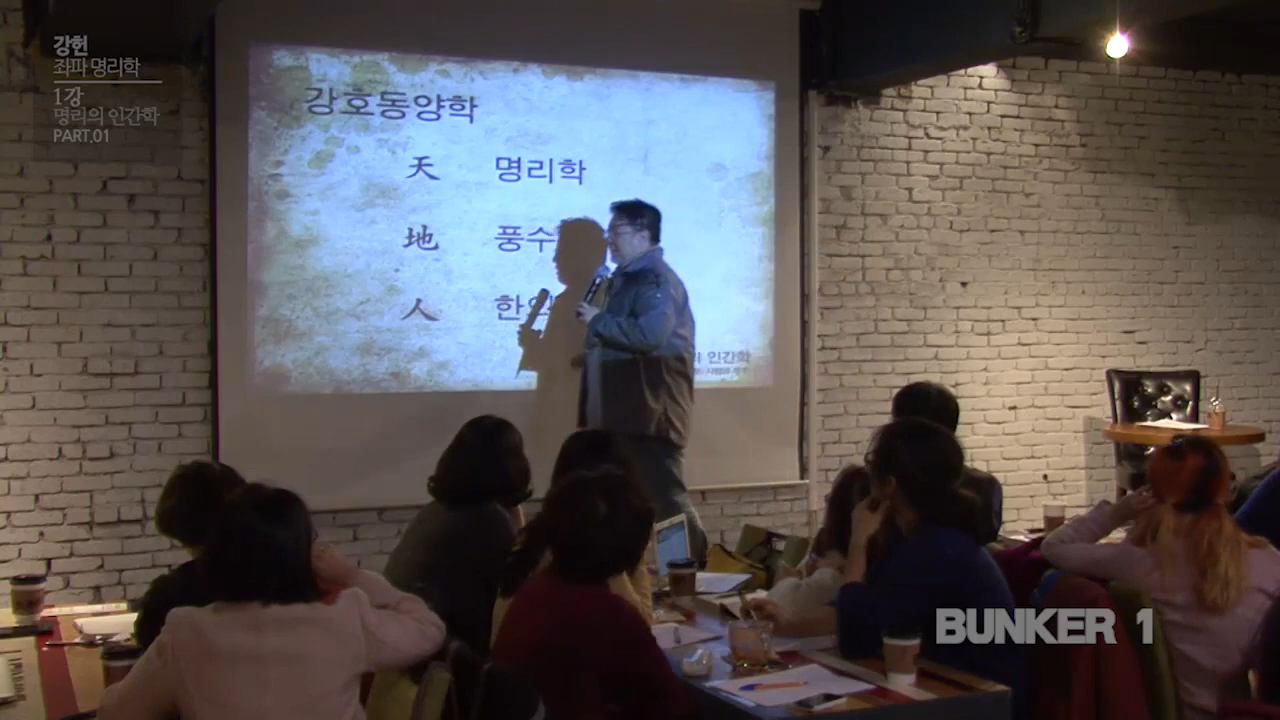 강헌
좌파 명리학
1강
명리의 인간학
PART.01
강호동양학
天 명리학
地 풍수
人 한의
인간학
BUNKER 1